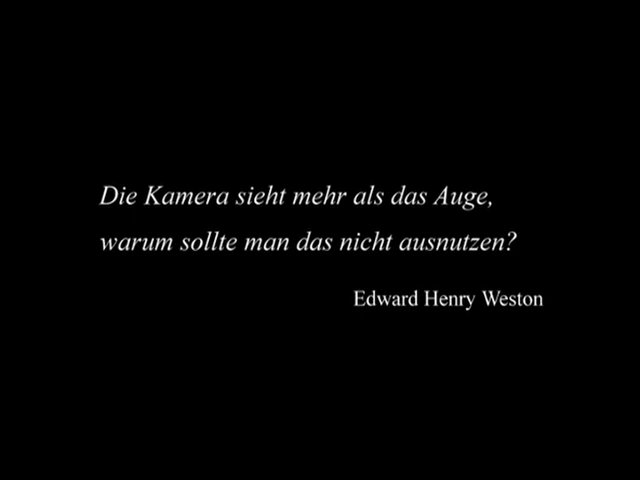 Die Kamera sieht mehr als das Auge,
warum sollte man das nicht ausnutzen?
Edward Henry Weston